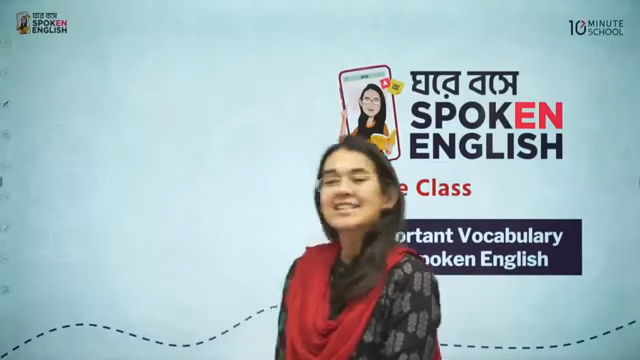 ঘরে বসে
SPOKEN
ENGLISH
10 MINUTE
SCHOOL
ঘরে বসে
SPOKEN
ENGLISH
e Class
ortant Vocabulary
poken English